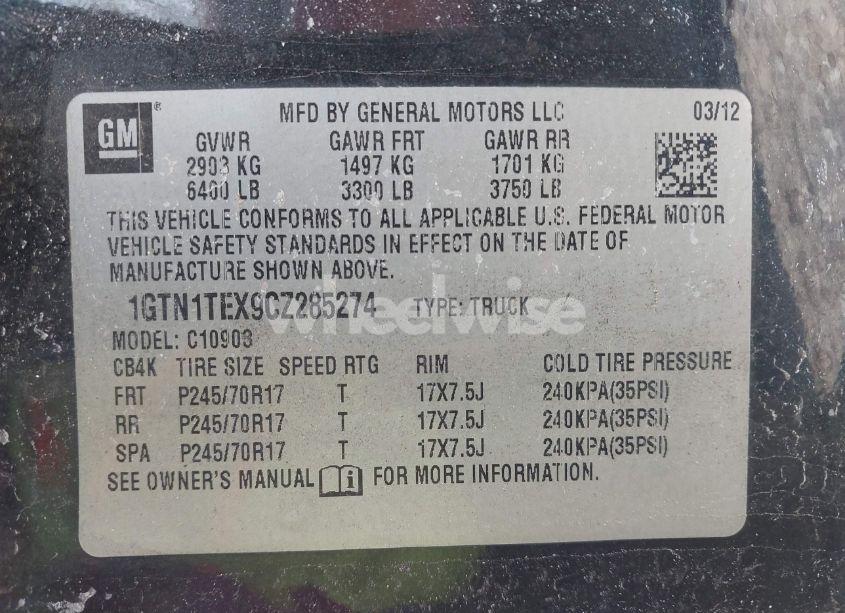 GM ® MFD BY GENERAL MOTORS LLC 03/12
GVWR GAWR FRT GAWR RR
2903 KG 1497 KG 1701 KG
6400 LB 3300 LB 3750 LB
THIS VEHICLE CONFORMS TO ALL APPLICABLE U.S. FEDERAL MOTOR
VEHICLE SAFETY STANDARDS IN EFFECT ON THE DATE OF
MANUFACTURE SHOWN ABOVE.
1GTN1TEX9CZ285274 TYPE: TRUCK
wheelwise
MODEL: C10903
CB4K TIRE SIZE SPEED RTG RIM COLD TIRE PRESSURE
FRT P245/70R17 T 17X7.5J 240KPA(35PSI)
RR P245/70R17 T 17X7.5J 240KPA(35PSI)
SPA P245/70R17 T 17X7.5J 240KPA(35PSI)
SEE OWNER'S MANUAL i FOR MORE INFORMATION.